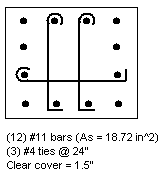 (12) #11 bars (As = 18.72 in^2)
(3) #4 ties @ 24"
Clear cover = 1.5"